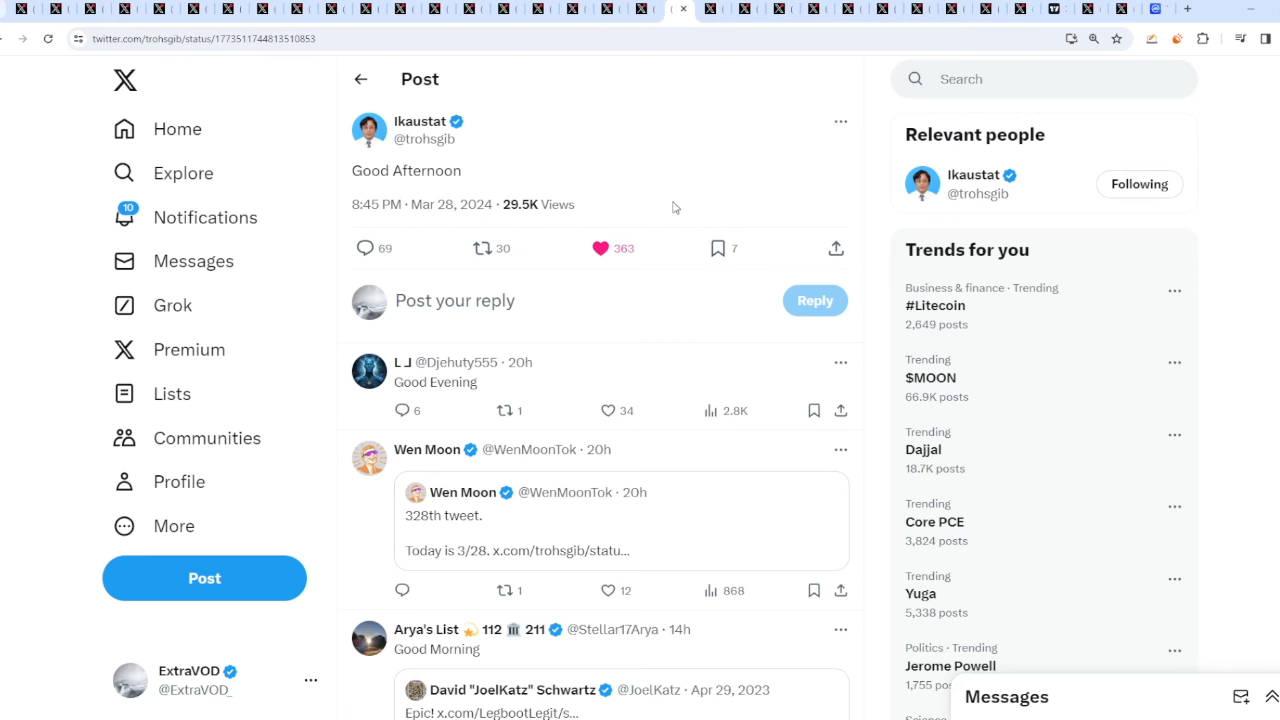 twitter.com/trohsgib/status/1773511744813510853
Post
Search
Ikaustat
@trohsgib
Good Afternoon
8:45 PM · Mar 28, 2024 · 29.5K Views
69
30
363
7
Post your reply
Reply
L ⅃ @Djehuty555 · 20h
Good Evening
6
1
34
2.8K
Wen Moon @WenMoonTok · 20h
Wen Moon @WenMoonTok · 20h
328th tweet.
Today is 3/28. x.com/trohsgib/statu...
1
12
868
Arya's List 💫 112 🏛 211 @Stellar17Arya · 14h
Good Morning
David "JoelKatz" Schwartz @JoelKatz · Apr 29, 2023
Epic! x.com/LegbootLegit/s...
Home
Explore
10
Notifications
Messages
Grok
Premium
Lists
Communities
Profile
More
Post
ExtraVOD
@ExtraVOD_
Relevant people
Ikaustat
@trohsgib
Following
Trends for you
Business & finance · Trending
#Litecoin
2,649 posts
Trending
$MOON
66.9K posts
Trending
Dajjal
18.7K posts
Trending
Core PCE
3,824 posts
Trending
Yuga
5,338 posts
Politics · Trending
Jerome Powell
1,755 pos
Messages